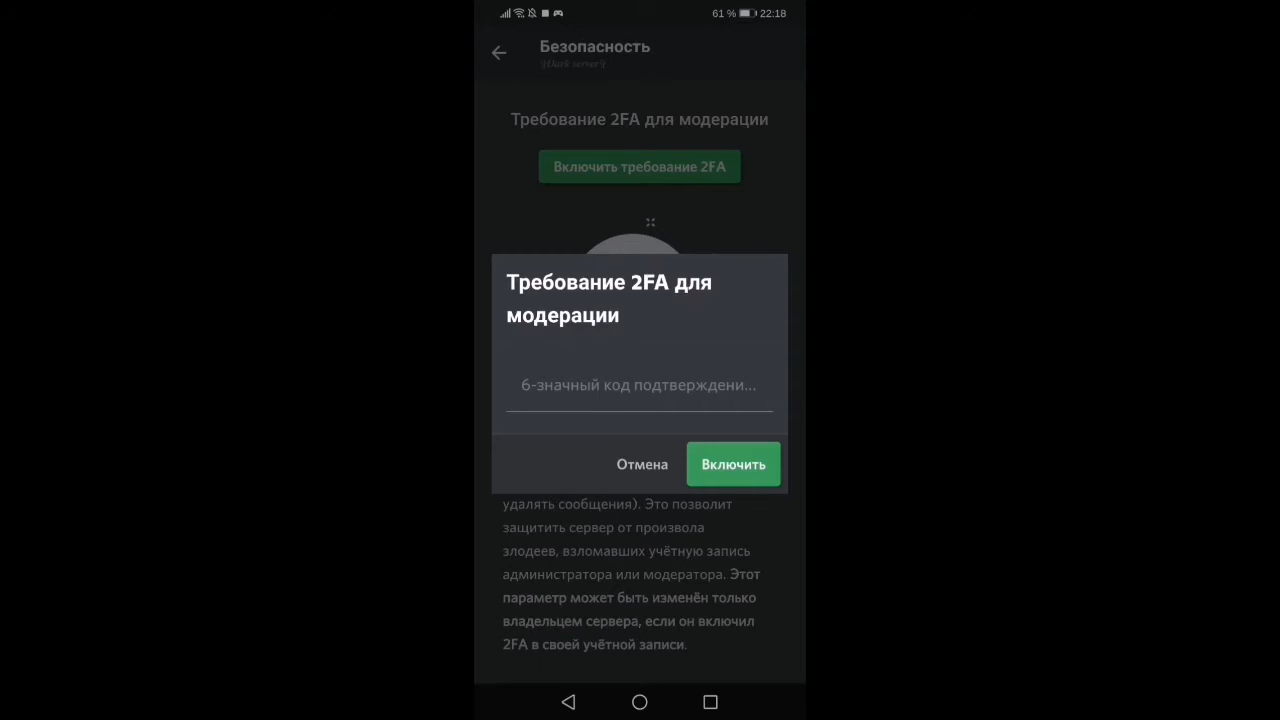 61 % 22:18
Безопасность
Требование 2FA для модерации
Включить требование 2FA
Требование 2FA для
модерации
6-значный код подтверждени...
Отмена
Включить
удалять сообщения). Это позволит
защитить сервер от произвола
злодеев, взломавших учётную запись
администратора или модератора. Этот
параметр может быть изменён только
владельцем сервера, если он включил
2FA в своей учётной записи.